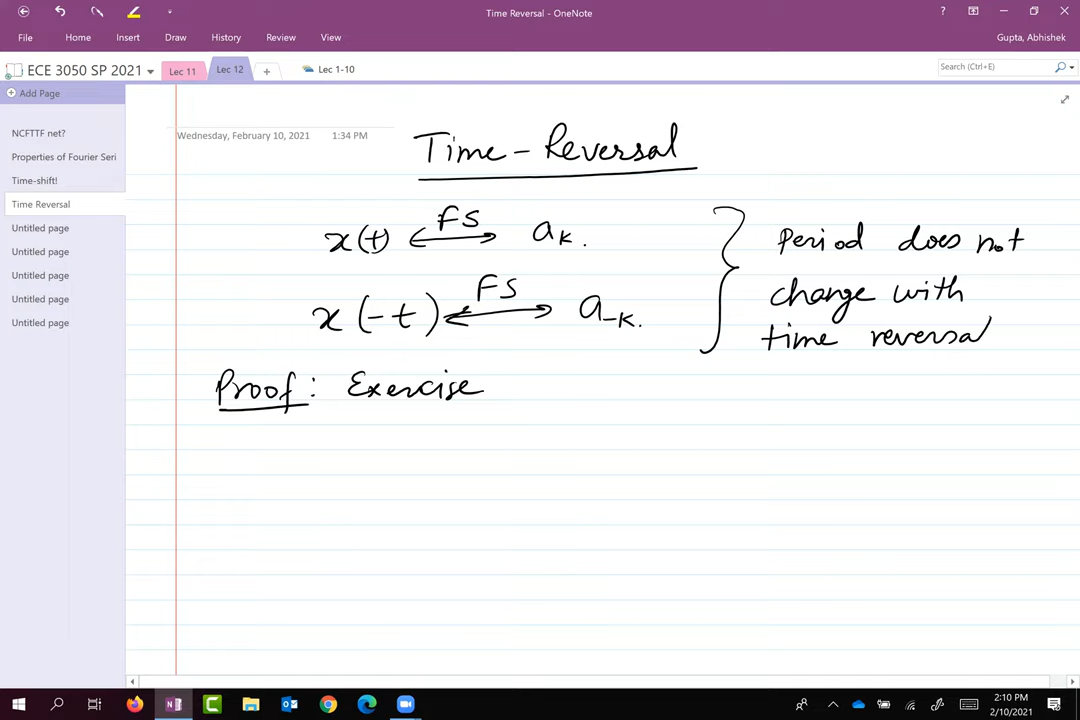 Time Reversal - OneNote
?
Gupta, Abhishek
File Home Insert Draw History Review View
ECE 3050 SP 2021
Lec 11
Lec 12
+
Lec 1-10
Search (Ctrl+E)
Add Page
NCFTTF net?
Properties of Fourier Seri
Time-shift!
Time Reversal
Untitled page
Untitled page
Untitled page
Untitled page
Untitled page
Wednesday, February 10, 2021 1:34 PM
Time-Reversal
x(t) <-FS-> a_k.
x(-t) <-FS-> a_-k.
Period does not
change with
time reversal
Proof: Exercise
2:10 PM
2/10/2021